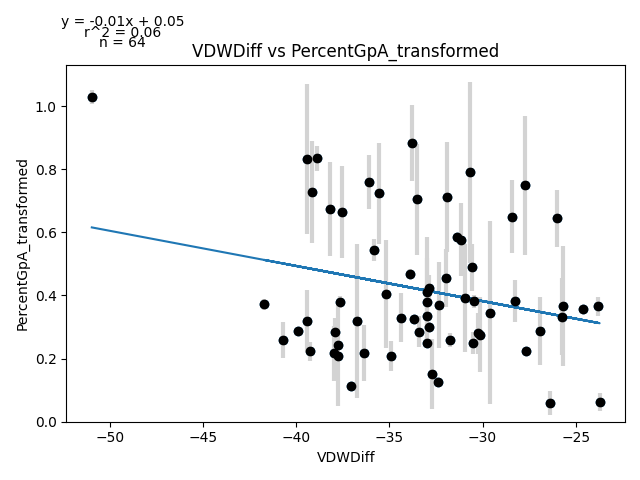 y = -0.01x + 0.05
r^2 = 0.06
n = 64
VDWDiff vs PercentGpA_transformed
PercentGpA_transformed
1.0
0.8
0.6
0.4
0.2
0.0
−50
−45
−40
−35
−30
−25
VDWDiff